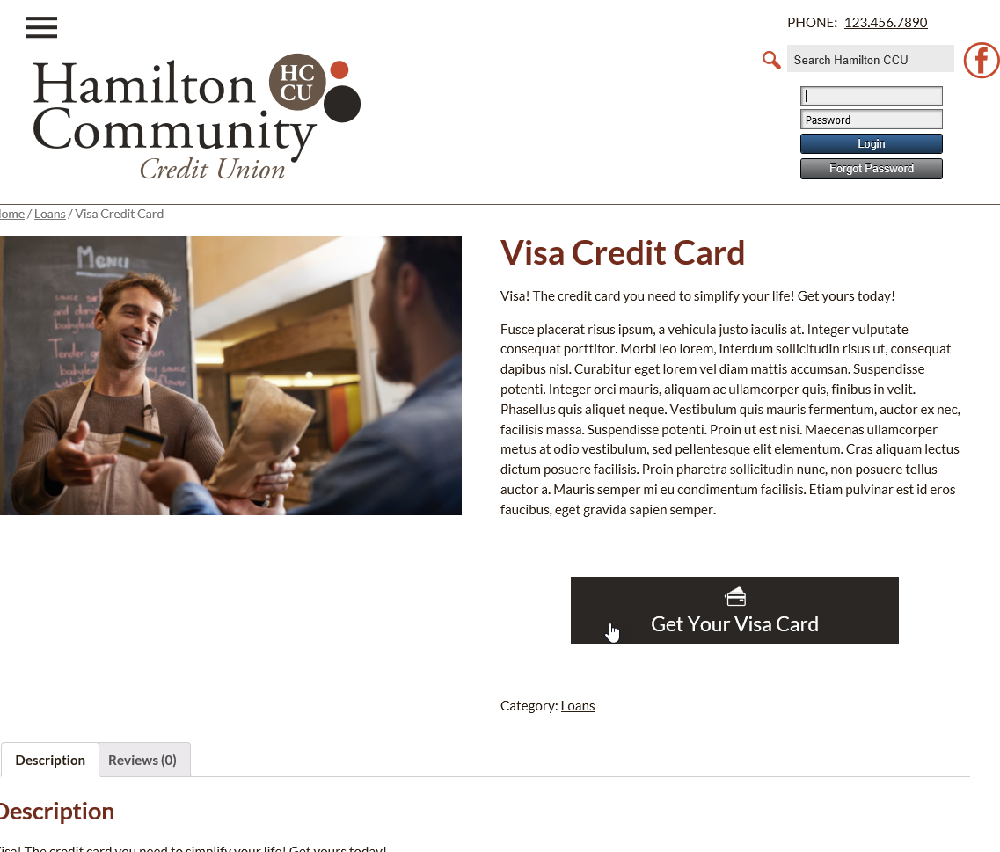 PHONE: 123.456.7890
Hamilton
HC
CU
Community
Credit Union
Search Hamilton CCU
Password
Login
Forgot Password
ome / Loans / Visa Credit Card
Menu
Visa Credit Card
Visa! The credit card you need to simplify your life! Get yours today!
Fusce placerat risus ipsum, a vehicula justo iaculis at. Integer vulputate
consequat porttitor. Morbi leo lorem, interdum sollicitudin risus ut, consequat
dapibus nisl. Curabitur eget lorem vel diam mattis accumsan. Suspendisse
potenti. Integer orci mauris, aliquam ac ullamcorper quis, finibus in velit.
Phasellus quis aliquet neque. Vestibulum quis mauris fermentum, auctor ex nec,
facilisis massa. Suspendisse potenti. Proin ut est nisi. Maecenas ullamcorper
metus at odio vestibulum, sed pellentesque elit elementum. Cras aliquam lectus
dictum posuere facilisis. Proin pharetra sollicitudin nunc, non posuere tellus
auctor a. Mauris semper mi eu condimentum facilisis. Etiam pulvinar est id eros
faucibus, eget gravida sapien semper.
Get Your Visa Card
Category: Loans
Description
Reviews (0)
Description
isa! The credit card you need to simplify your life! Get yours today!